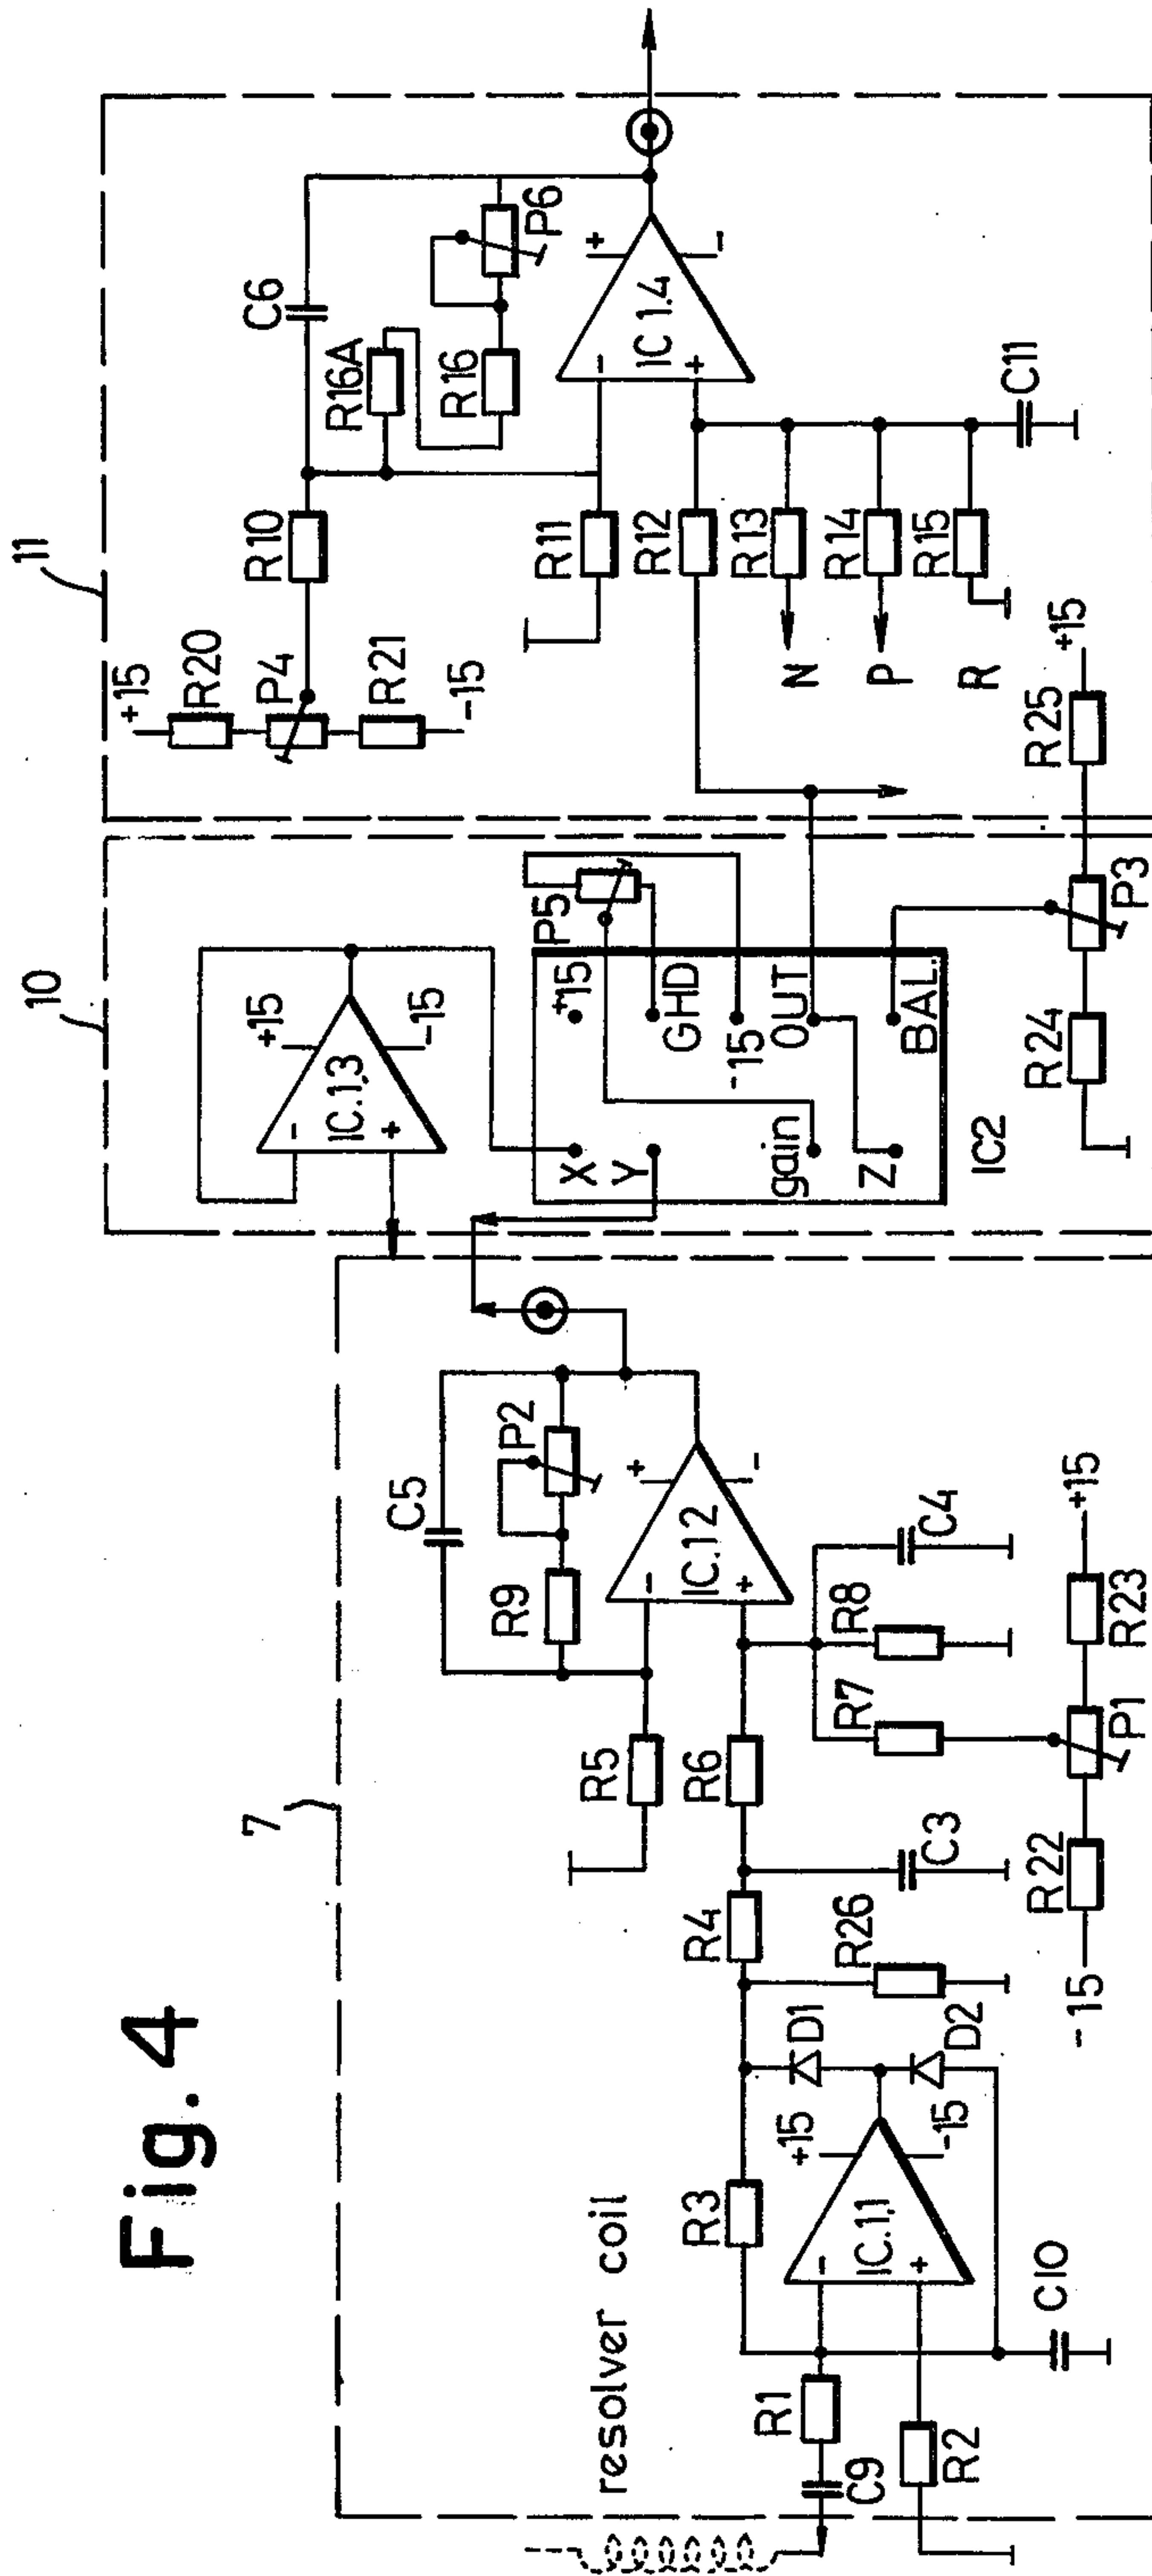 Fig. 4
7
10
11
resolver coil
C9
R1
R2
R3
IC.1,1
+15
-15
C10
D1
D2
R26
R4
C3
R6
R5
R7
R8
C4
R9
P2
C5
IC.12
-
+
+
-
-15
R22
P1
R23
+15
IC.1,3
-
+
+15
-15
X
Y
gain
Z
+15
GHD
-15
OUT
BAL.
IC2
P5
R24
P3
R25
+15
+15
R20
P4
R21
-15
R10
R11
R12
R13
R14
R15
N
P
R
C6
R16A
R16
P6
IC 1.4
-
+
+
-
C11